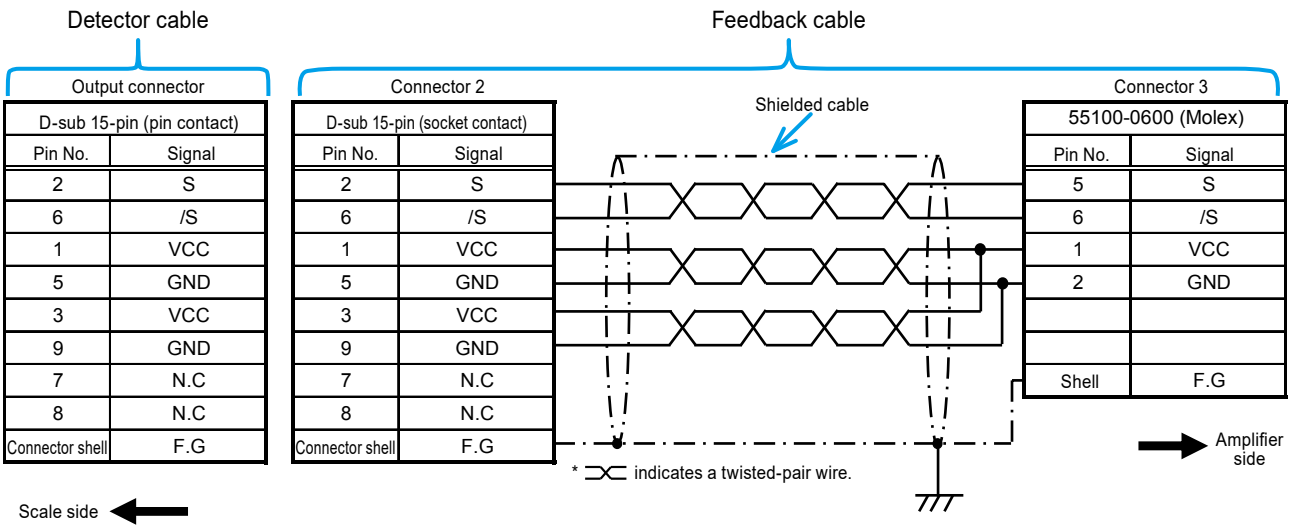 Detector cable
Feedback cable
Output connector
Connector 2
Connector 3
Shielded cable
D-sub 15-pin (pin contact)
Pin No. Signal
2 S
6 /S
1 VCC
5 GND
3 VCC
9 GND
7 N.C
8 N.C
Connector shell F.G
D-sub 15-pin (socket contact)
Pin No. Signal
2 S
6 /S
1 VCC
5 GND
3 VCC
9 GND
7 N.C
8 N.C
Connector shell F.G
55100-0600 (Molex)
Pin No. Signal
5 S
6 /S
1 VCC
2 GND
Shell F.G
Amplifier
side
* indicates a twisted-pair wire.
Scale side